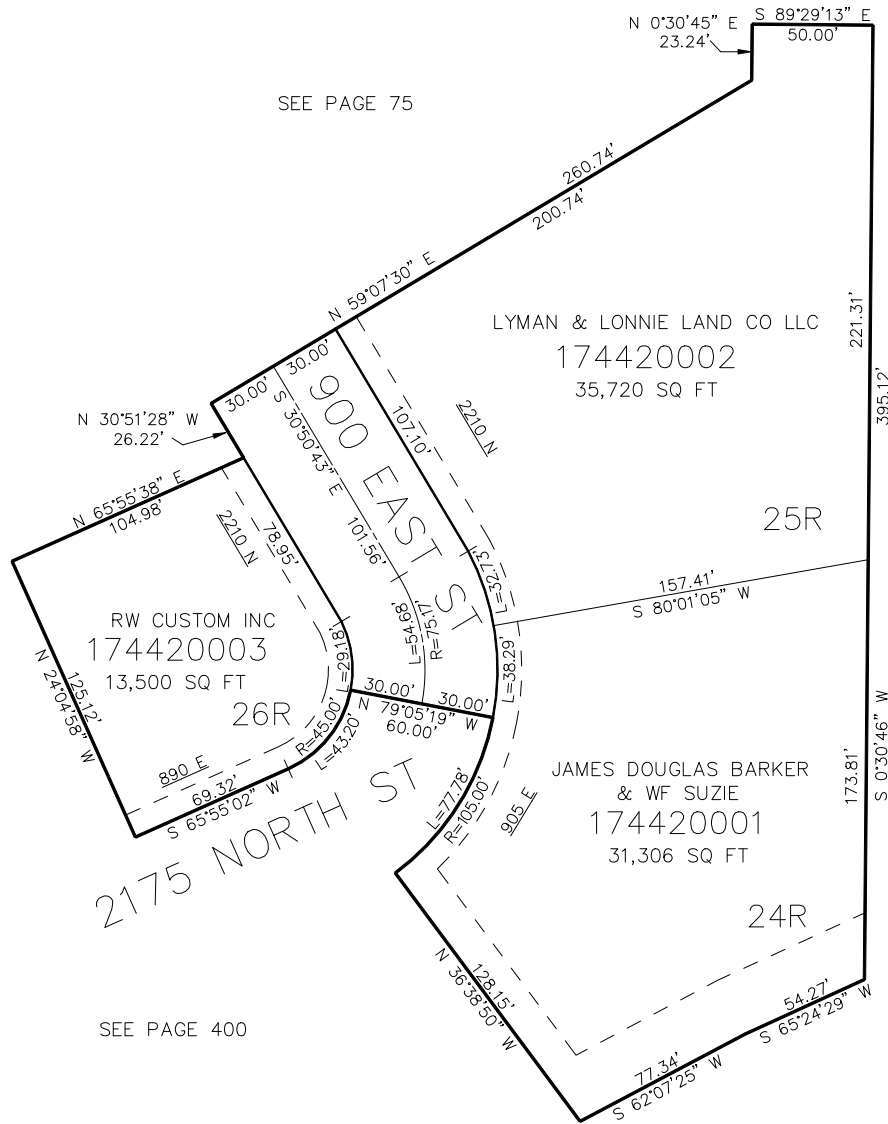 S 89°29'13" E
50.00'
N 0°30'45" E
23.24'
SEE PAGE 75
260.74'
200.74'
N 59°07'30" E
LYMAN & LONNIE LAND CO LLC
174420002
35,720 SQ FT
221.31'
395.12'
30.00'
30.00'
900 EAST ST
S 30°50'43" E
107.10'
2210 N
N 30°51'28" W
26.22'
N 65°55'38" E
104.98'
2210 N
78.95'
101.56'
25R
L=32.73'
157.41'
S 80°01'05" W
L=54.68'
R=75.17'
RW CUSTOM INC
174420003
13,500 SQ FT
26R
L=29.18'
L=38.29'
N 24°04'58" W
125.12'
30.00'
30.00'
N 79°05'19" W
60.00'
R=45.00'
L=43.20'
S 0°30'46" W
173.81'
890 E
69.32'
S 65°55'02" W
2175 NORTH ST
L=77.78'
R=105.00'
905 E
JAMES DOUGLAS BARKER
& WF SUZIE
174420001
31,306 SQ FT
24R
128.15'
N 36°38'50" W
SEE PAGE 400
54.27'
S 65°24'29" W
77.34'
S 62°07'25" W